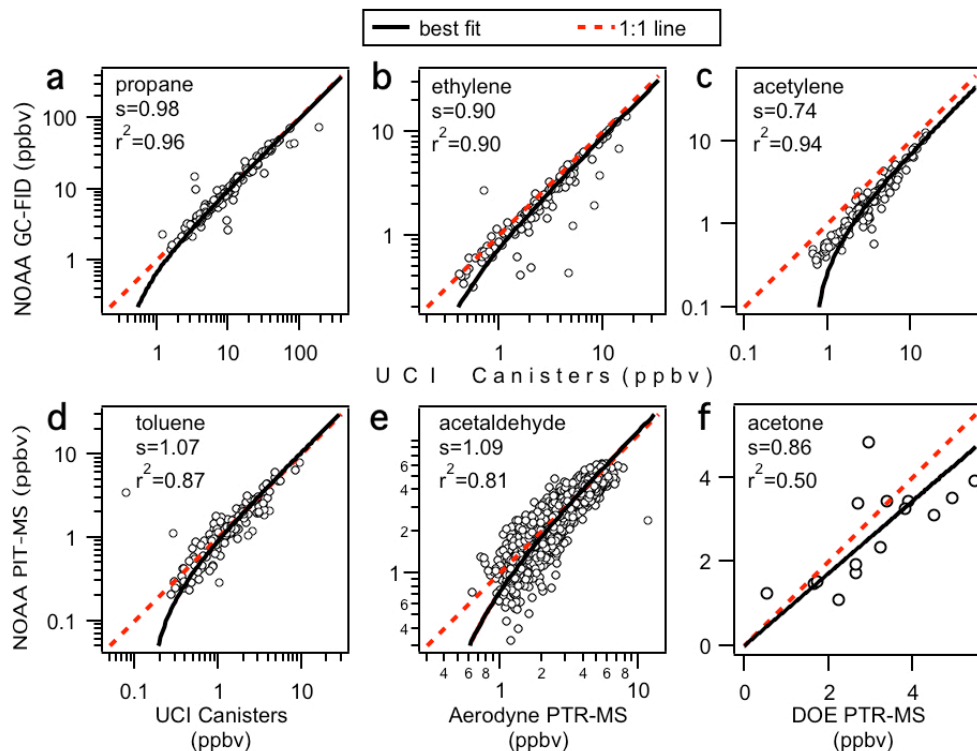 best fit
1:1 line
a
propane
s=0.98
r²=0.96
b
ethylene
s=0.90
r²=0.90
c
acetylene
s=0.74
r²=0.94
NOAA GC-FID (ppbv)
100
10
1
10
1
10
1
0.1
1
10
100
1
10
0.1
1
10
UCI Canisters (ppbv)
d
toluene
s=1.07
r²=0.87
e
acetaldehyde
s=1.09
r²=0.81
f
acetone
s=0.86
r²=0.50
NOAA PIT-MS (ppbv)
10
1
0.1
6
4
2
1
6
4
4
2
0
0.1
1
10
4
6
8
1
2
4
6
8
10
0
2
4
UCI Canisters
(ppbv)
Aerodyne PTR-MS
(ppbv)
DOE PTR-MS
(ppbv)